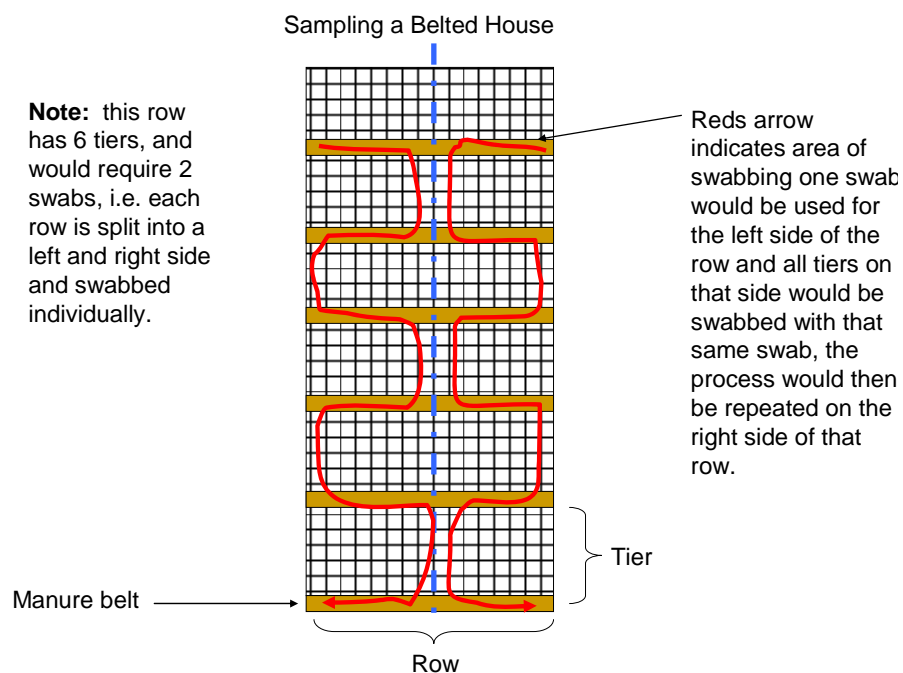 Sampling a Belted House
Note: this row
has 6 tiers, and
would require 2
swabs, i.e. each
row is split into a
left and right side
and swabbed
individually.
Reds arrow
indicates area of
swabbing one swab
would be used for
the left side of the
row and all tiers on
that side would be
swabbed with that
same swab, the
process would then
be repeated on the
right side of that
row.
Tier
Manure belt
Row